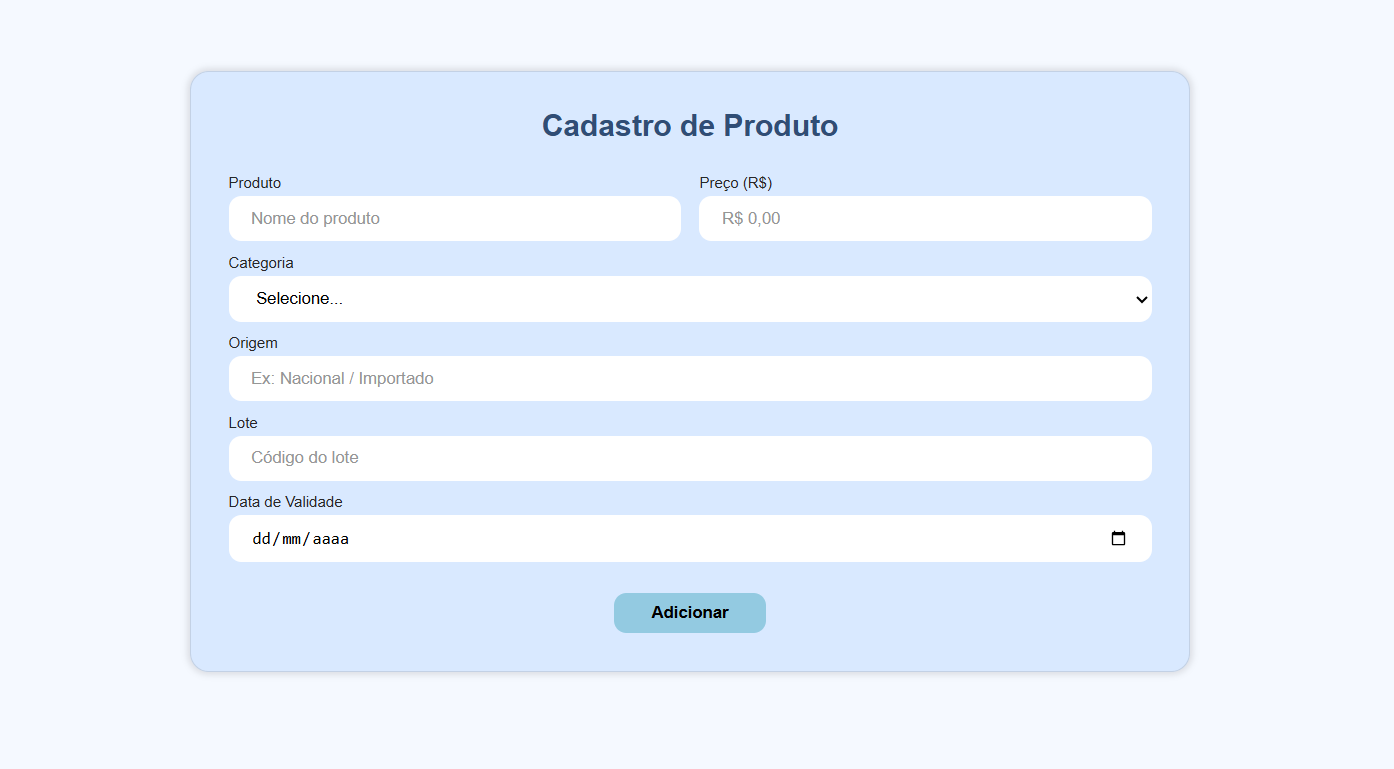 Cadastro de Produto
Produto
Preço (R$)
Nome do produto
R$ 0,00
Categoria
Selecione...
Origem
Ex: Nacional / Importado
Lote
Código do lote
Data de Validade
dd/mm/aaaa
Adicionar